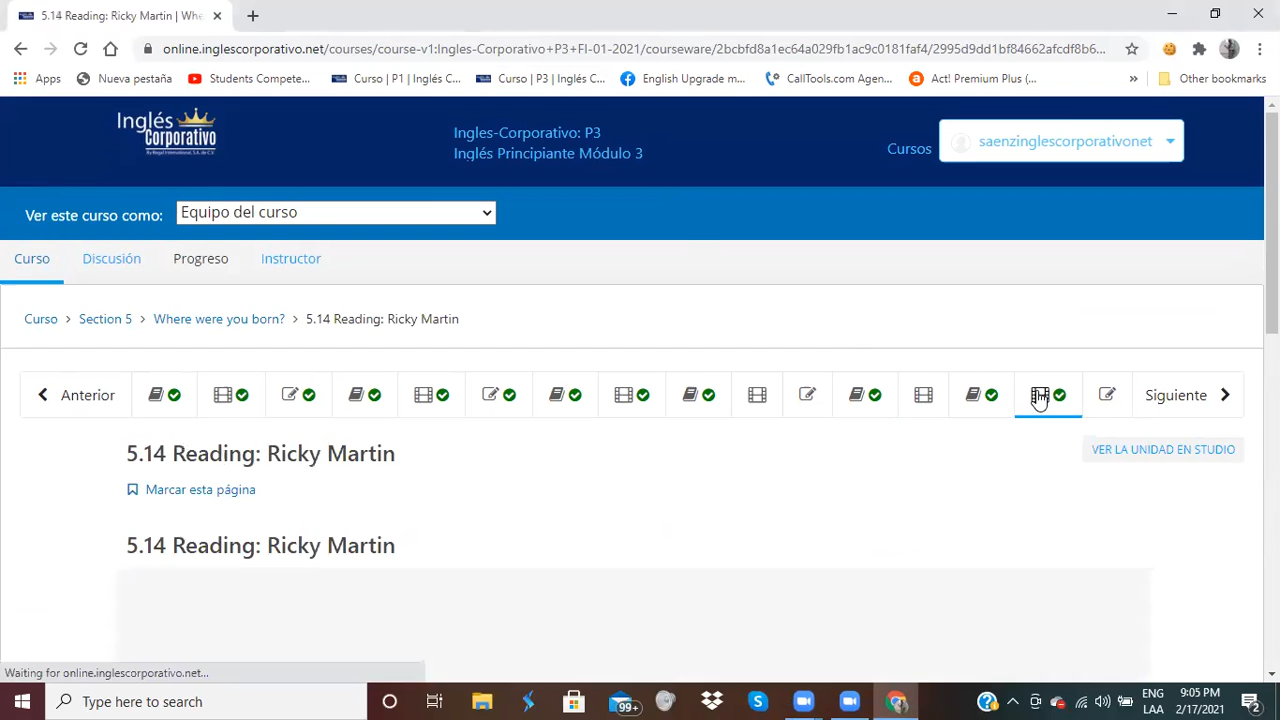 5.14 Reading: Ricky Martin | Whe
online.inglescorporativo.net/courses/course-v1:Ingles-Corporativo+P3+FI-01-2021/courseware/2bcbfd8a1ec64a029fb1ac9c0181faf4/2995d9dd1bf84662afcdf8b6...
Apps
Nueva pestaña
Students Compete...
Curso | P1 | Inglés C...
Curso | P3 | Inglés C...
English Upgrade m...
CallTools.com Agen...
Act! Premium Plus (...
»
Other bookmarks
Inglés
Corporativo
Ingles-Corporativo: P3
Inglés Principiante Módulo 3
Cursos
saenzinglescorporativonet
Ver este curso como:
Equipo del curso
Curso
Discusión
Progreso
Instructor
Curso > Section 5 > Where were you born? > 5.14 Reading: Ricky Martin
Anterior
Siguiente
5.14 Reading: Ricky Martin
VER LA UNIDAD EN STUDIO
Marcar esta página
5.14 Reading: Ricky Martin
Waiting for online.inglescorporativo.net...
Type here to search
99+
ENG
LAA
9:05 PM
2/17/2021
2